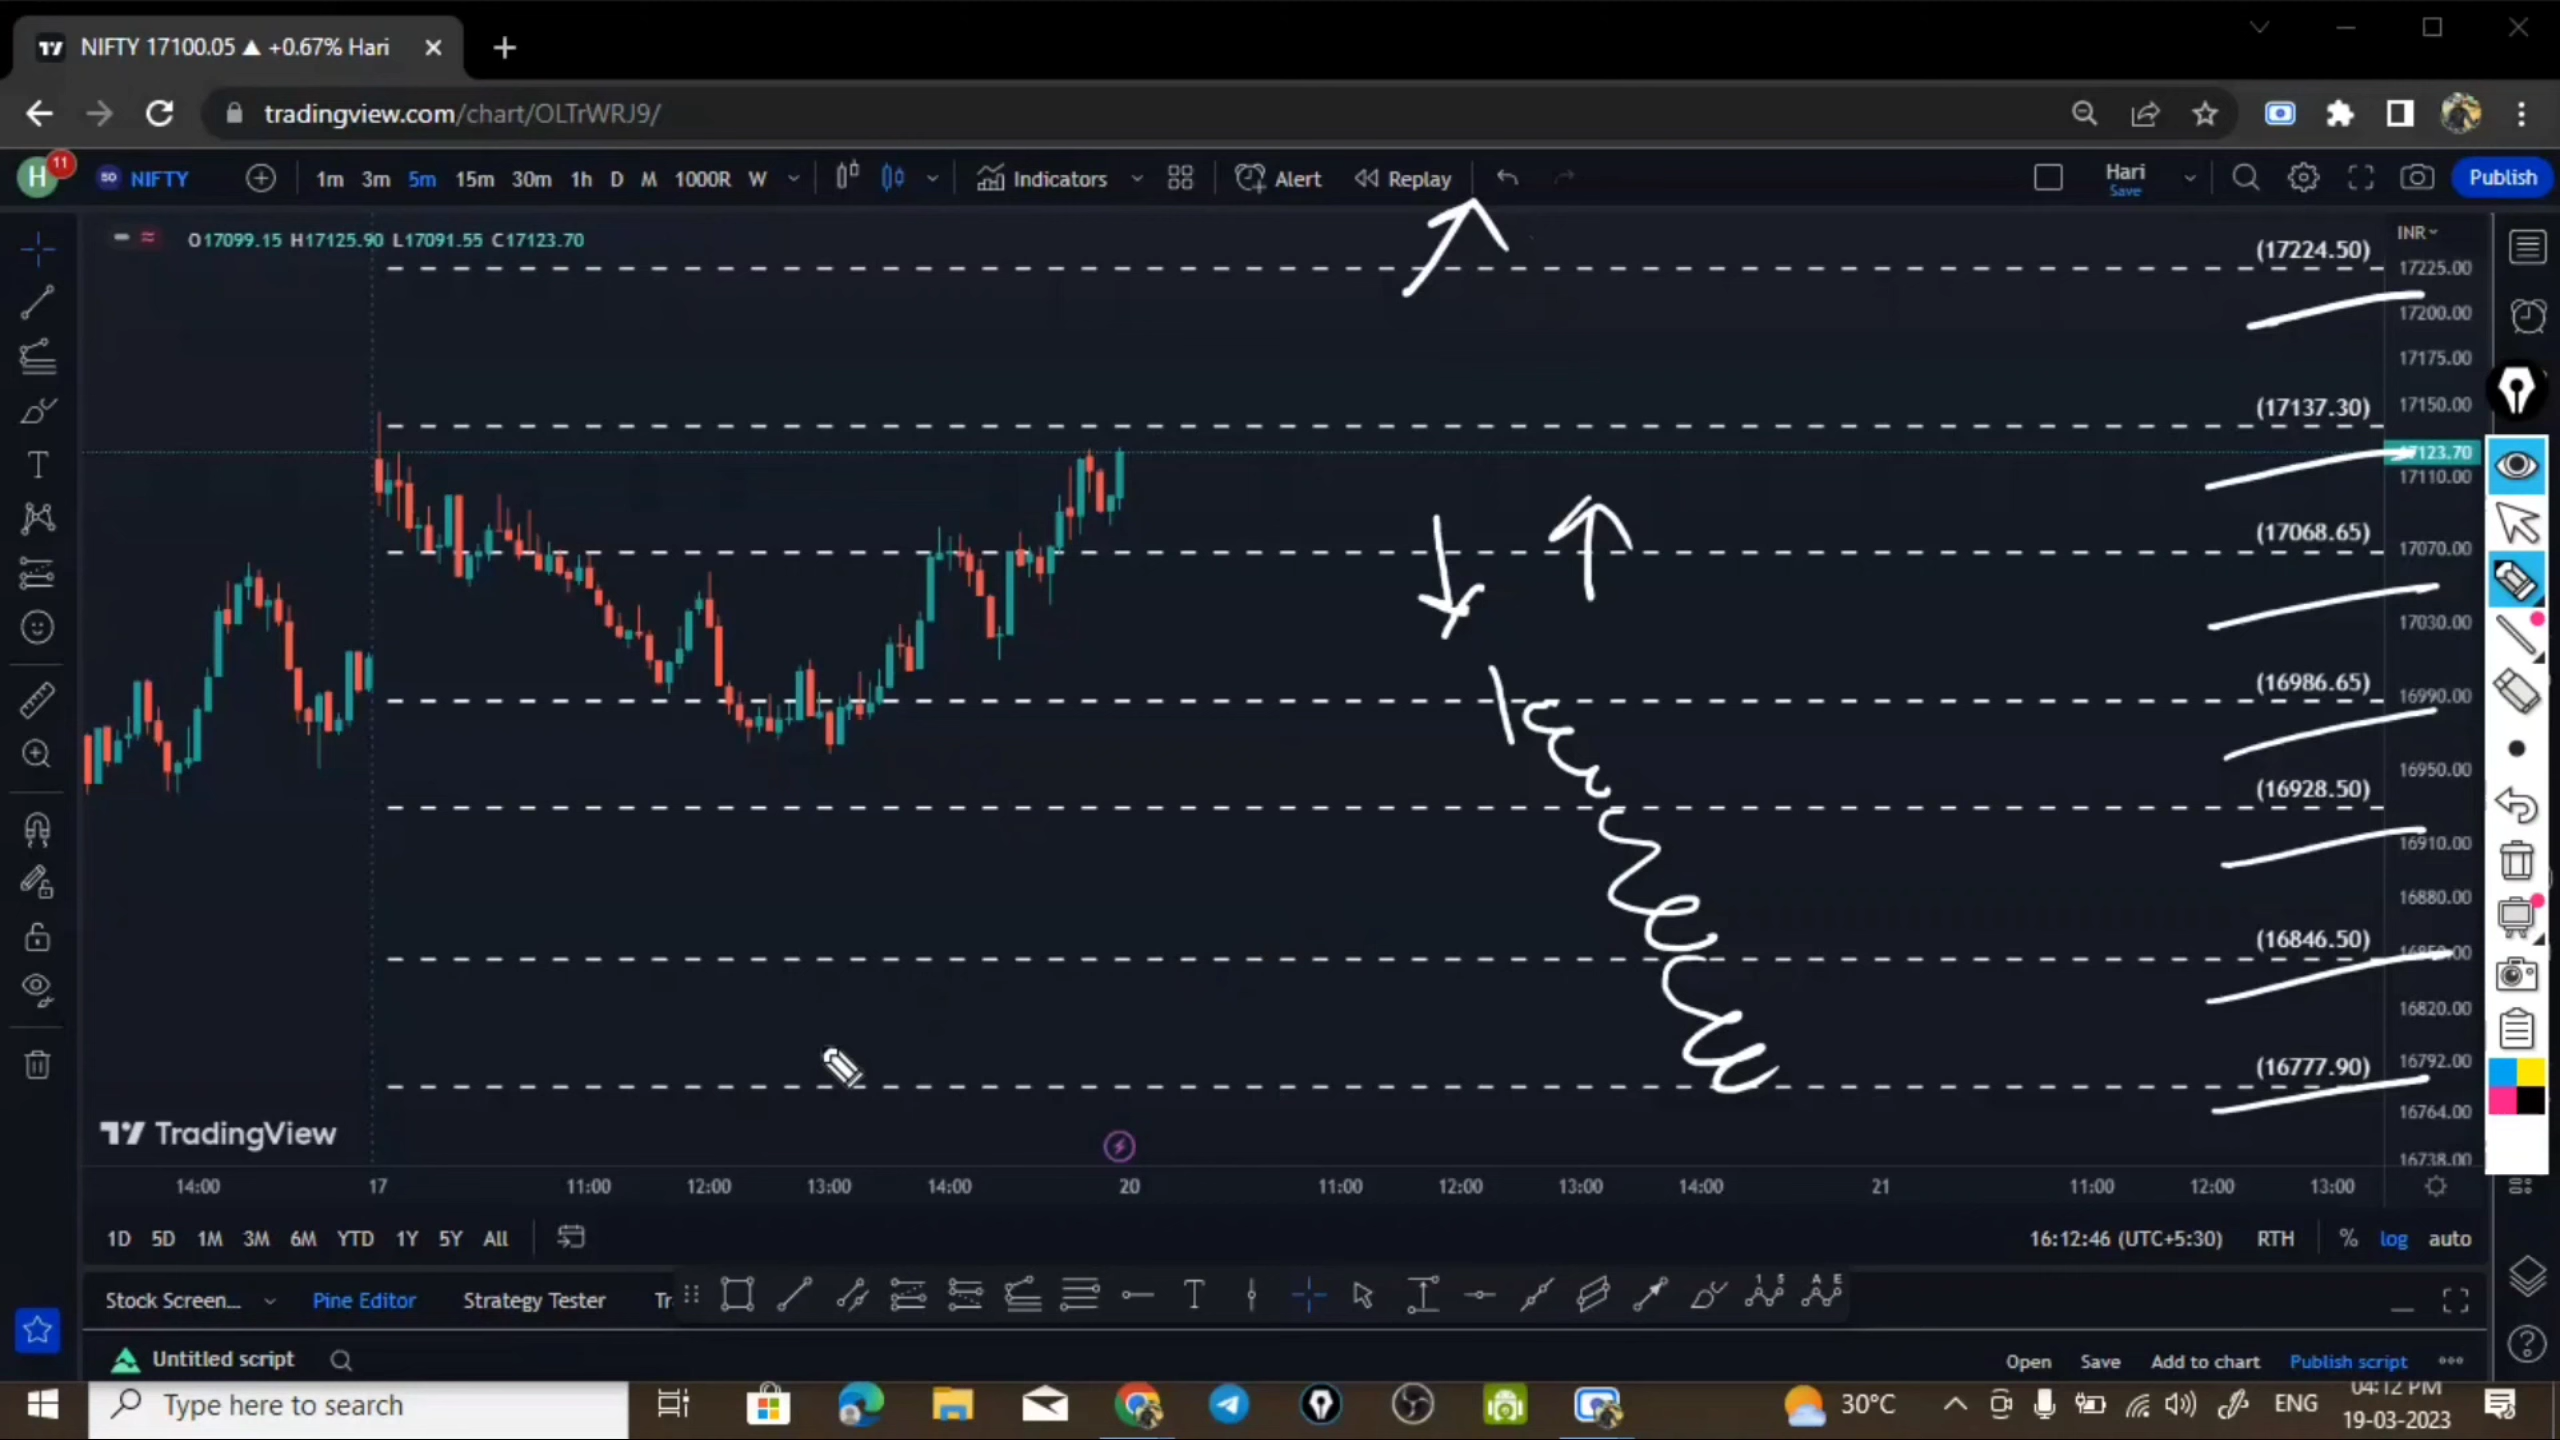 NIFTY 17100.05 ▲ +0.67% Hari
tradingview.com/chart/OLTrWRJ9/
H 11 NIFTY 1m 3m 5m 15m 30m 1h D M 1000R W Indicators Alert Replay Hari Save Publish
O17099.15 H17125.90 L17091.55 C17123.70
INR
(17224.50)
17225.00
17200.00
17175.00
(17137.30)
17150.00
17123.70
17110.00
(17068.65)
17070.00
17030.00
(16986.65)
16990.00
16950.00
(16928.50)
16910.00
16880.00
(16846.50)
16820.00
(16777.90)
16792.00
16764.00
16738.00
TradingView
14:00 17 11:00 12:00 13:00 14:00 20 11:00 12:00 13:00 14:00 21 11:00 12:00 13:00
1D 5D 1M 3M 6M YTD 1Y 5Y All 16:12:46 (UTC+5:30) RTH % log auto
Stock Screen... Pine Editor Strategy Tester
Untitled script Open Save Add to chart Publish script
Type here to search 30°C ENG 04:12 PM
19-03-2023